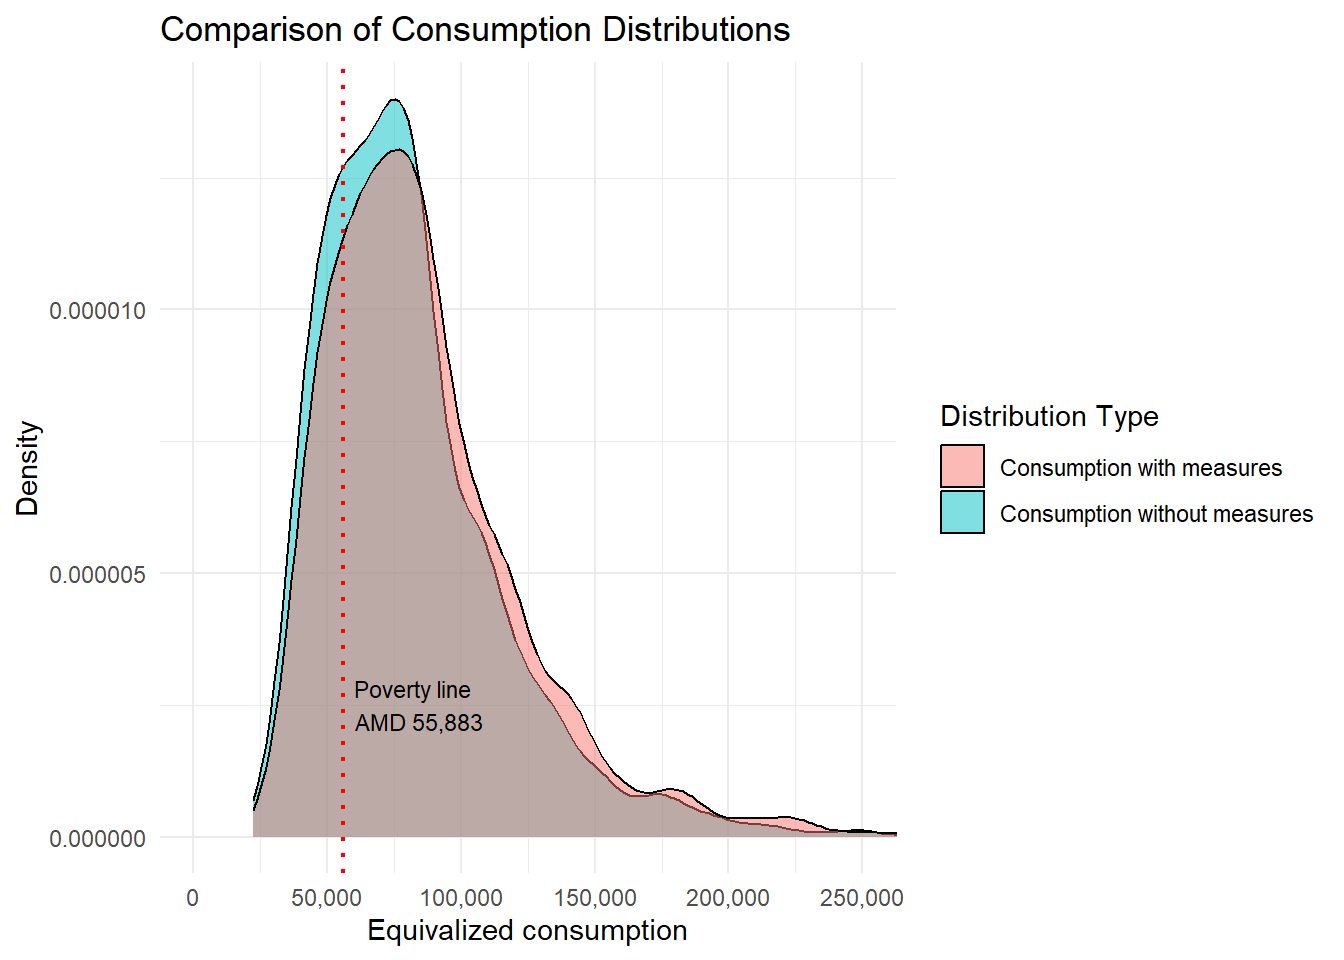 Comparison of Consumption Distributions
Density
0.000010
0.000005
0.000000
Poverty line
AMD 55,883
0
50,000
100,000
150,000
200,000
250,000
Equivalized consumption
Distribution Type
Consumption with measures
Consumption without measures